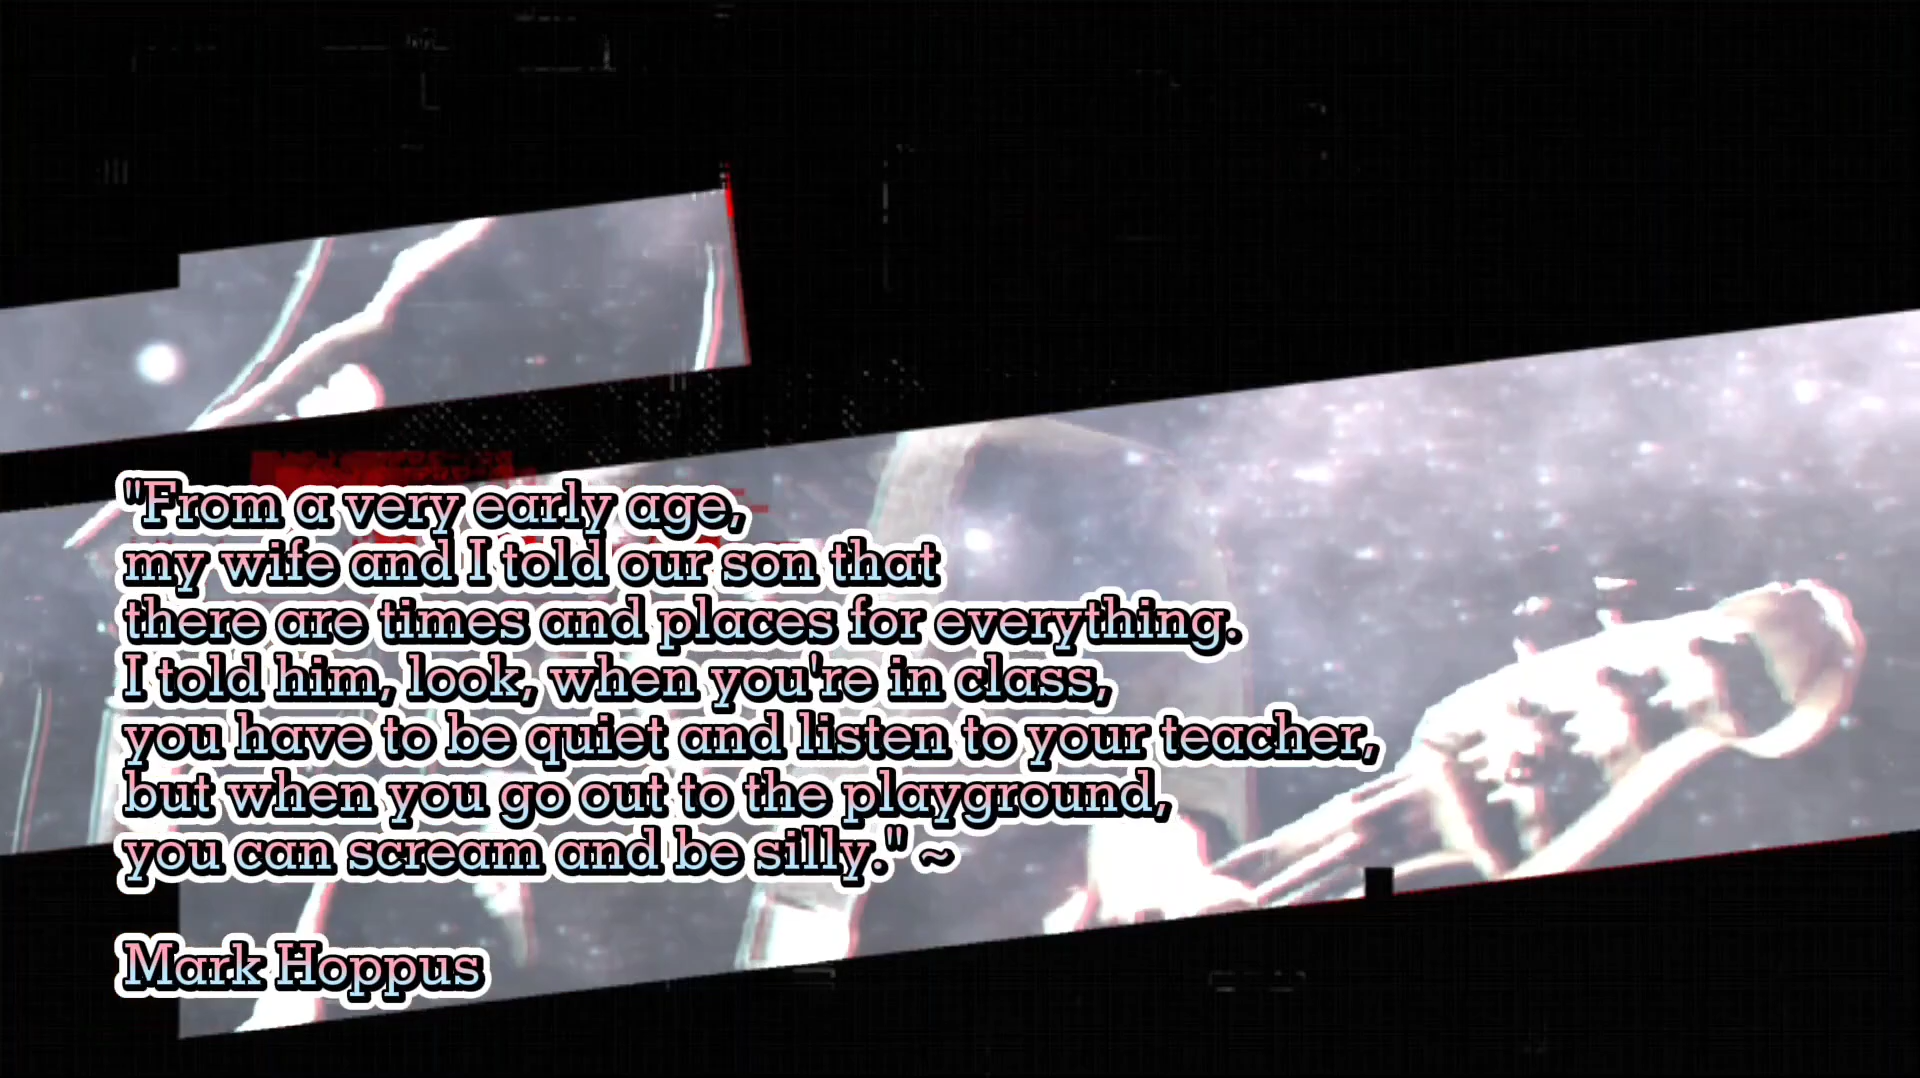 "From a very early age,
my wife and I told our son that
there are times and places for everything.
I told him, look, when you're in class,
you have to be quiet and listen to your teacher,
but when you go out to the playground,
you can scream and be silly." ~
Mark Hoppus